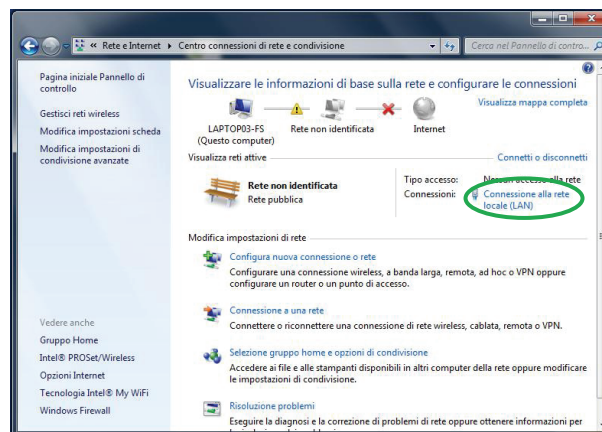 « Rete e Internet ▸ Centro connessioni di rete e condivisione
Cerca nel Pannello di contro...
Pagina iniziale Pannello di
controllo
Gestisci reti wireless
Modifica impostazioni scheda
Modifica impostazioni di
condivisione avanzate
Vedere anche
Gruppo Home
Intel® PROSet/Wireless
Opzioni Internet
Tecnologia Intel® My WiFi
Windows Firewall
Visualizzare le informazioni di base sulla rete e configurare le connessioni
Visualizza mappa completa
LAPTOP03-FS
(Questo computer)
Rete non identificata
Internet
Visualizza reti attive
Connetti o disconnetti
Rete non identificata
Rete pubblica
Tipo accesso: Nessun accesso alla rete
Connessioni: Connessione alla rete
locale (LAN)
Modifica impostazioni di rete
Configura nuova connessione o rete
Configurare una connessione wireless, a banda larga, remota, ad hoc o VPN oppure
configurare un router o un punto di accesso.
Connessione a una rete
Connettere o riconnettere una connessione di rete wireless, cablata, remota o VPN.
Selezione gruppo home e opzioni di condivisione
Accedere ai file e alle stampanti disponibili in altri computer della rete oppure modificare
le impostazioni di condivisione.
Risoluzione problemi
Eseguire la diagnosi e la correzione di problemi di rete oppure ottenere informazioni per